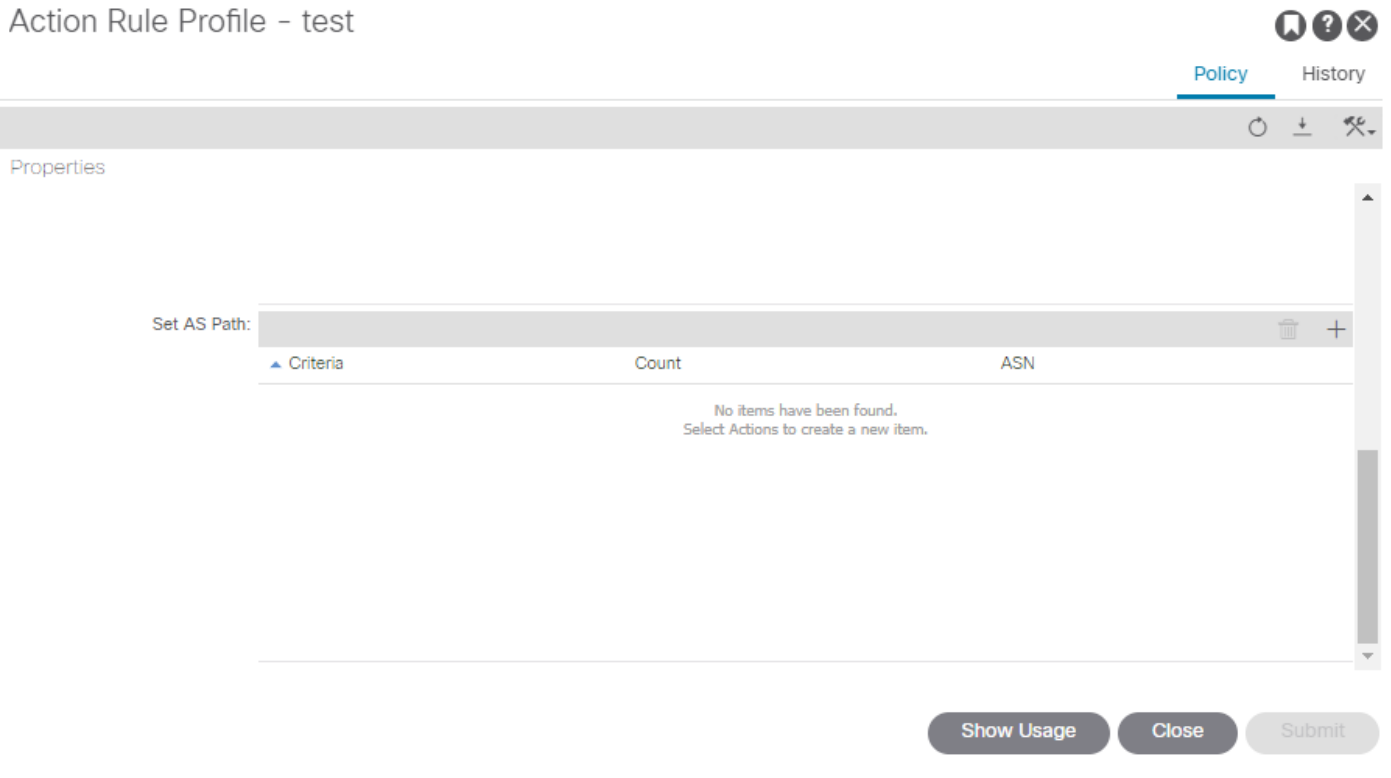 Action Rule Profile - test
Policy History
Properties
Set AS Path:
Criteria Count ASN
No items have been found.
Select Actions to create a new item.
Show Usage Close Submit